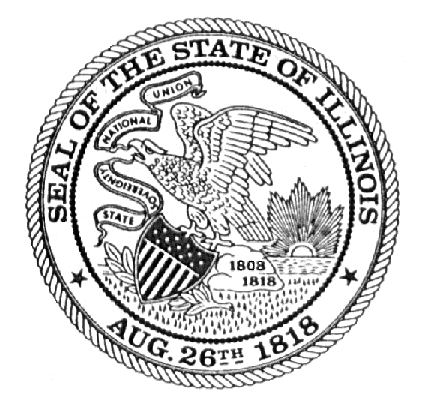 SEAL OF THE STATE OF ILLINOIS
UNION
NATIONAL
SOVEREIGNTY
STATE
1868
1818
AUG. 26TH 1818